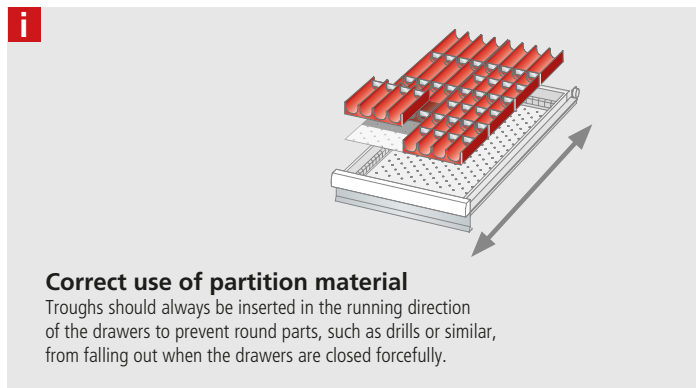 i
Correct use of partition material
Troughs should always be inserted in the running direction
of the drawers to prevent round parts, such as drills or similar,
from falling out when the drawers are closed forcefully.